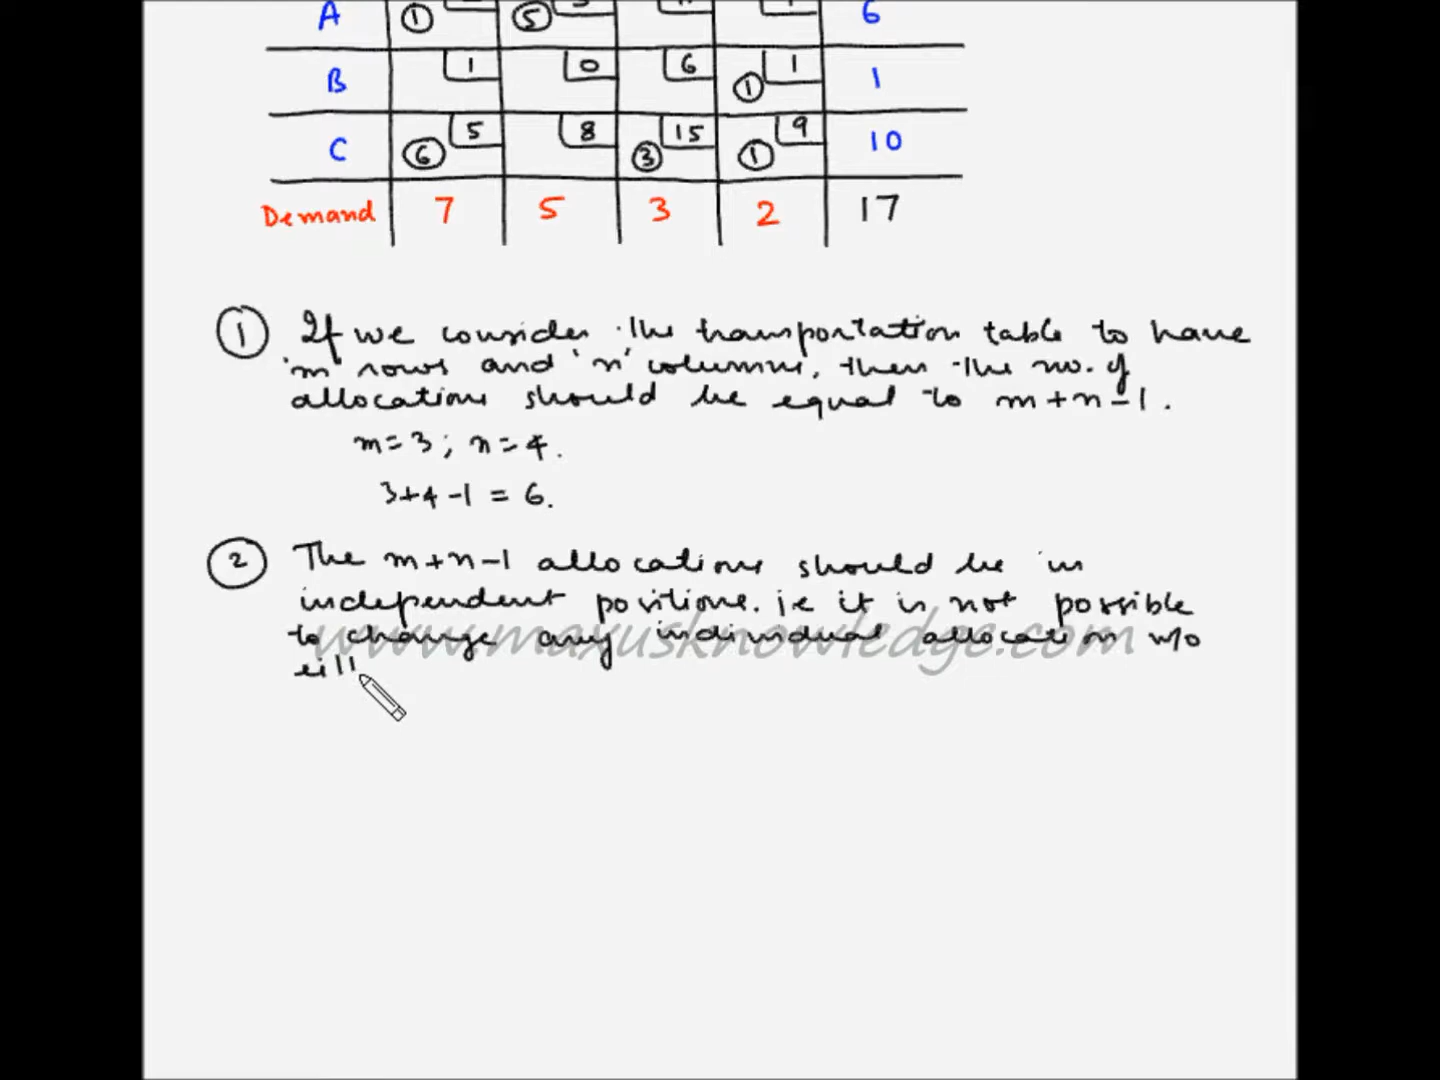 A 1 5 6
B 1 0 6 1 1 1
C 6 5 8 3 15 1 9 10
Demand 7 5 3 2 17
1 If we consider the transportation table to have
'm' rows and 'n' columns, then the no. of
allocations should be equal to m+n-1.
m=3; n=4.
3+4-1 = 6.
2 The m+n-1 allocations should be in
independent positions. ie it is not possible
to change any individual allocation w/o
www.maxusknowledge.com